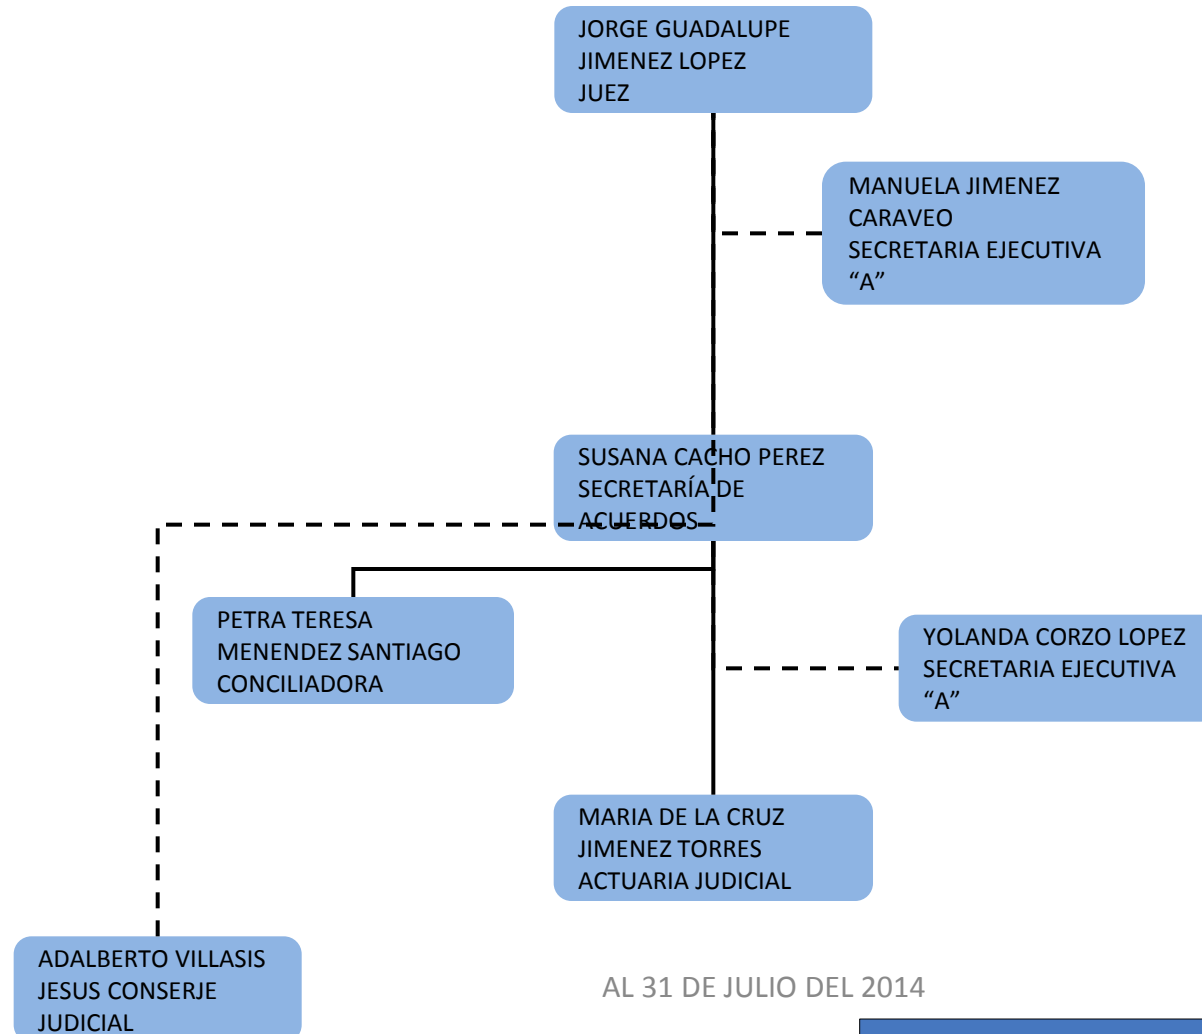 JORGE GUADALUPE
JIMENEZ LOPEZ
JUEZ
MANUELA JIMENEZ
CARAVEO
SECRETARIA EJECUTIVA
“A”
SUSANA CACHO PEREZ
SECRETARÍA DE
ACUERDOS
PETRA TERESA
MENENDEZ SANTIAGO
CONCILIADORA
YOLANDA CORZO LOPEZ
SECRETARIA EJECUTIVA
“A”
MARIA DE LA CRUZ
JIMENEZ TORRES
ACTUARIA JUDICIAL
ADALBERTO VILLASIS
JESUS CONSERJE
JUDICIAL
AL 31 DE JULIO DEL 2014